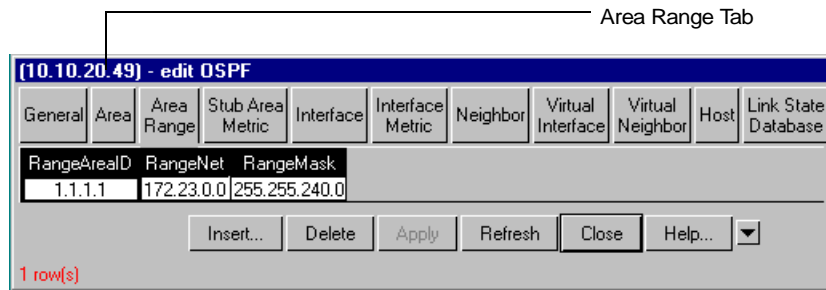 Area Range Tab
(10.10.20.49) - edit OSPF
General Area Area Range Stub Area Metric Interface Interface Metric Neighbor Virtual Interface Virtual Neighbor Host Link State Database
RangeAreaID RangeNet RangeMask
1.1.1.1 172.23.0.0 255.255.240.0
Insert... Delete Apply Refresh Close Help...
1 row(s)